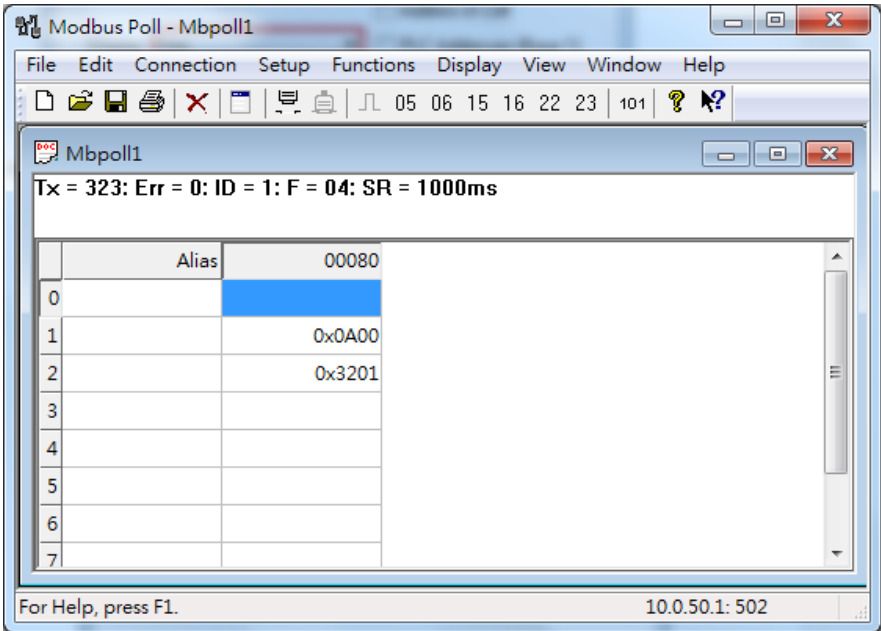 Modbus Poll - Mbpoll1
File Edit Connection Setup Functions Display View Window Help
05 06 15 16 22 23 101
Mbpoll1
Tx = 323: Err = 0: ID = 1: F = 04: SR = 1000ms
Alias 00080
0
1 0x0A00
2 0x3201
3
4
5
6
7
For Help, press F1. 10.0.50.1: 502